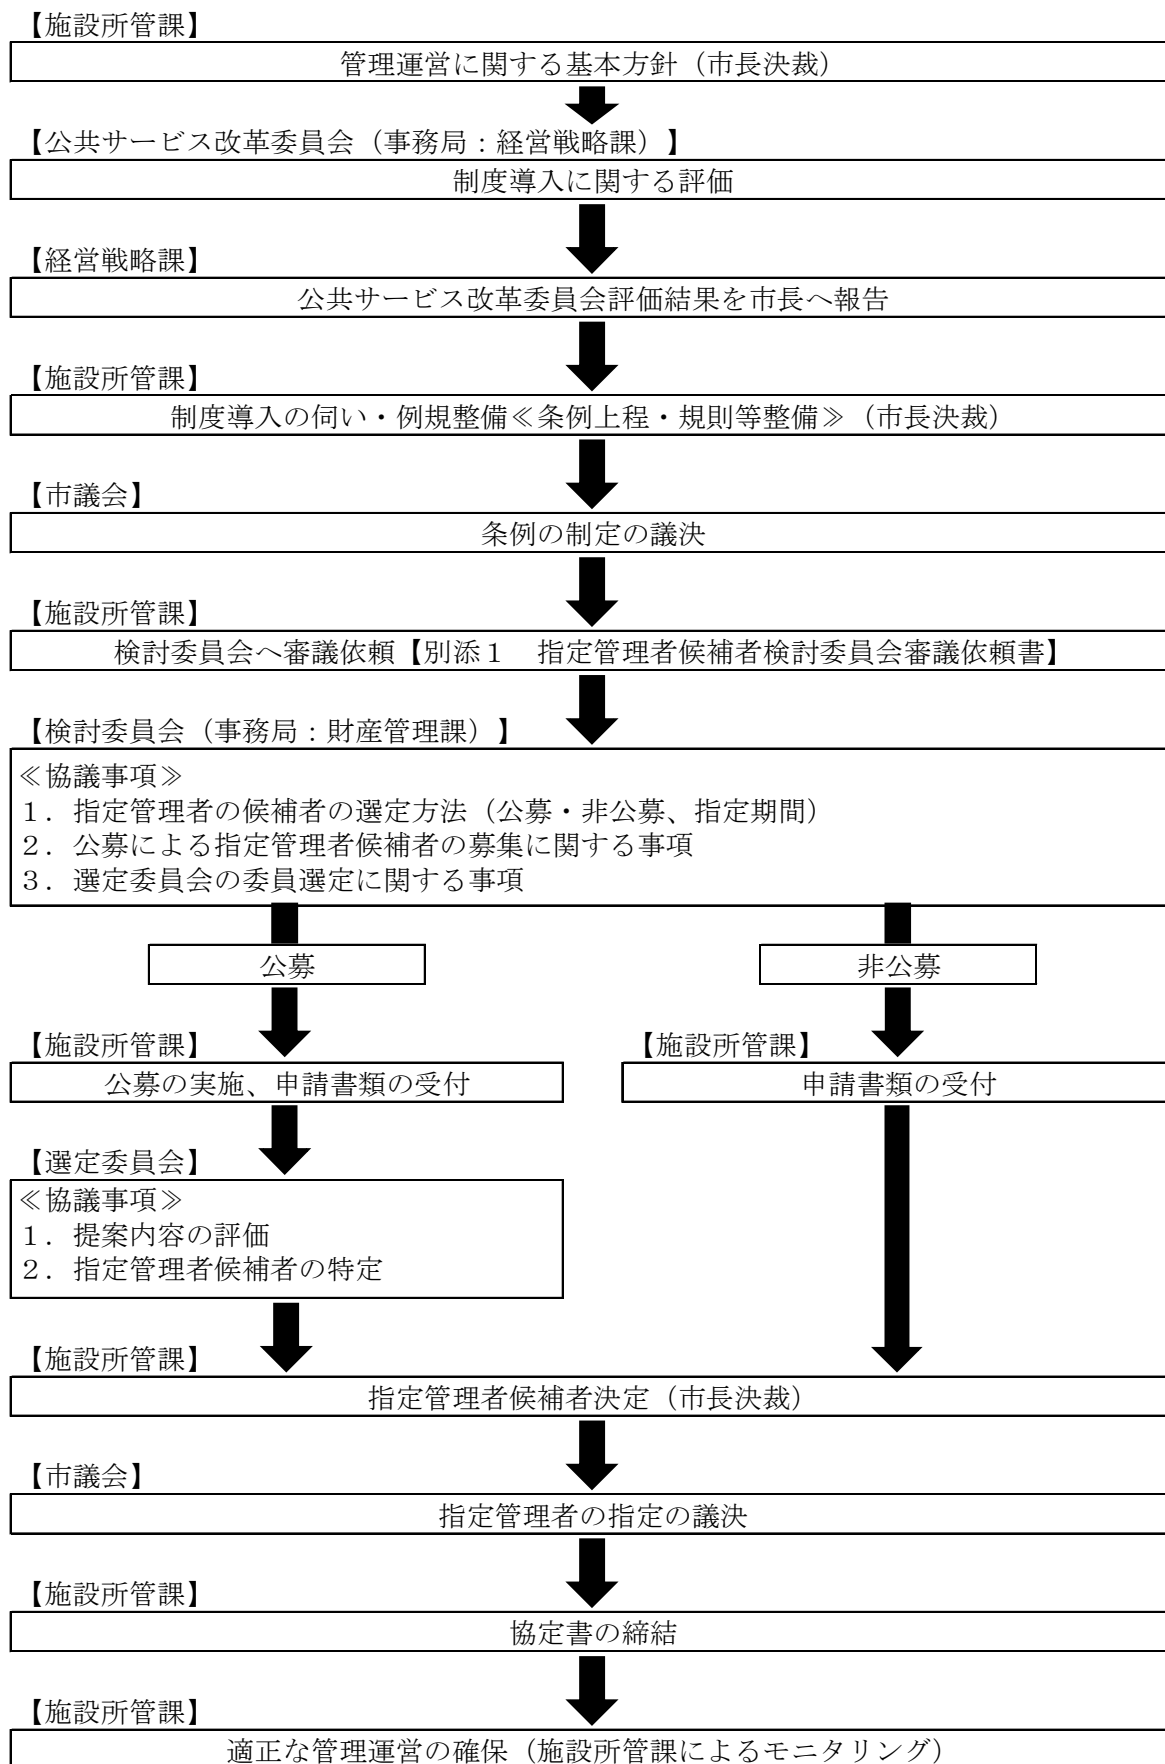 【施設所管課】
管理運営に関する基本方針（市長決裁）
【公共サービス改革委員会（事務局：経営戦略課）】
制度導入に関する評価
【経営戦略課】
公共サービス改革委員会評価結果を市長へ報告
【施設所管課】
制度導入の伺い・例規整備≪条例上程・規則等整備≫（市長決裁）
【市議会】
条例の制定の議決
【施設所管課】
検討委員会へ審議依頼【別添１　指定管理者候補者検討委員会審議依頼書】
【検討委員会（事務局：財産管理課）】
≪協議事項≫
１．指定管理者の候補者の選定方法（公募・非公募、指定期間）
２．公募による指定管理者候補者の募集に関する事項
３．選定委員会の委員選定に関する事項
公募
非公募
【施設所管課】
【施設所管課】
公募の実施、申請書類の受付
申請書類の受付
【選定委員会】
≪協議事項≫
１．提案内容の評価
２．指定管理者候補者の特定
【施設所管課】
指定管理者候補者決定（市長決裁）
【市議会】
指定管理者の指定の議決
【施設所管課】
協定書の締結
【施設所管課】
適正な管理運営の確保（施設所管課によるモニタリング）